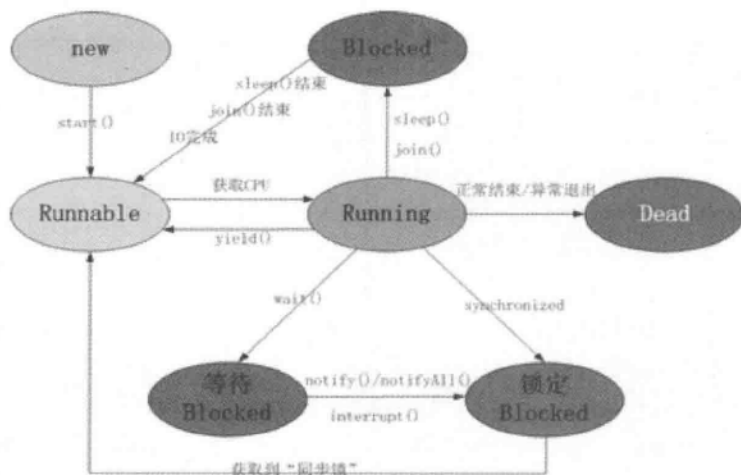 new
Blocked
sleep()结束
join()结束
IO完成
start()
sleep()
join()
获取CPU
正常结束/异常退出
Runnable
Running
Dead
yield()
wait()
synchronized
等待
Blocked
notify()/notifyAll()
interrupt()
锁定
Blocked
获取到“同步锁”